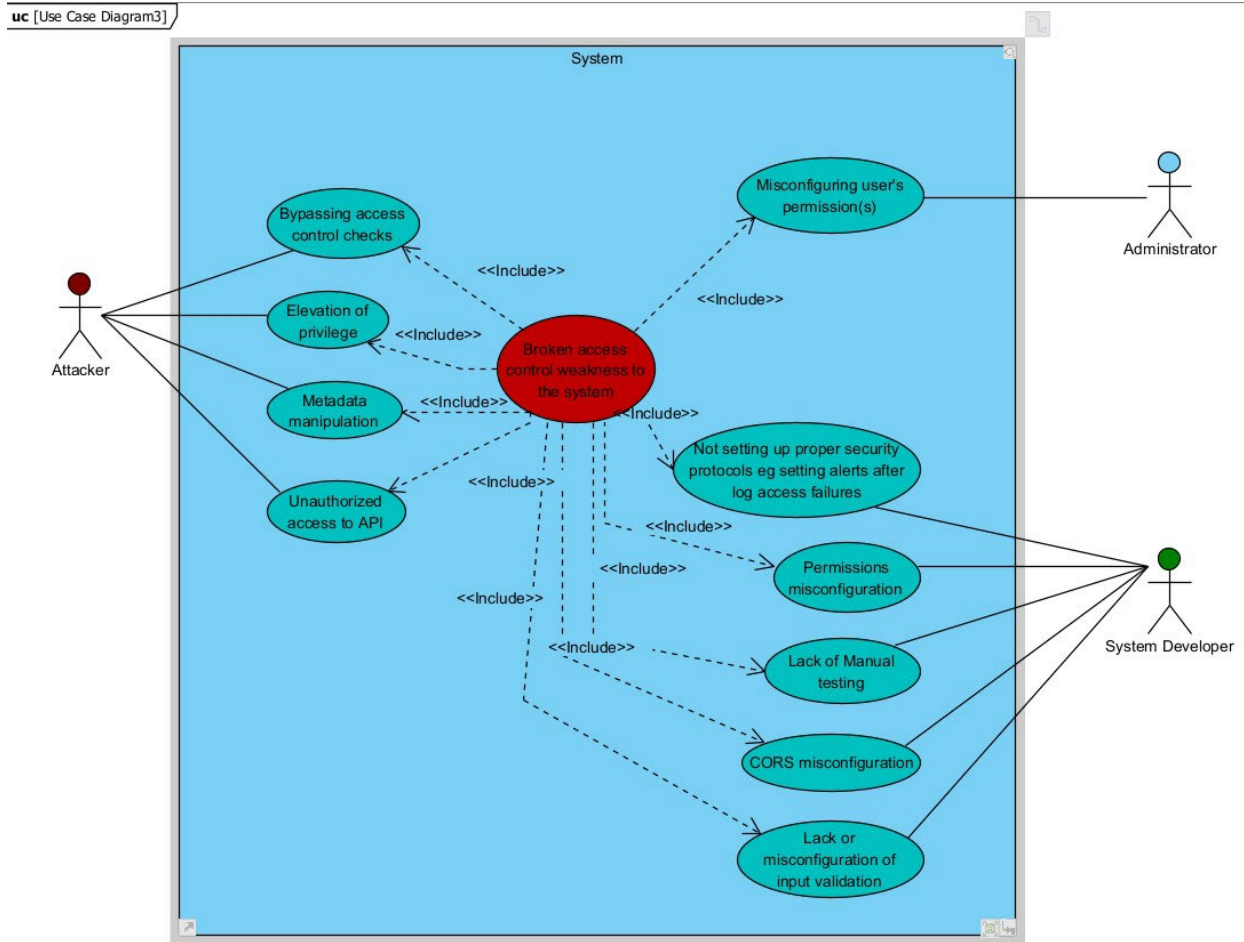 uc [Use Case Diagram3]
System
Misconfiguring user's
permission(s)
Administrator
Bypassing access
control checks
<<Include>>
<<Include>>
Attacker
Elevation of
privilege
<<Include>>
Broken access
control weakness to
the system
Metadata
manipulation
<<Include>>
<<Include>>
Not setting up proper security
protocols eg setting alerts after
log access failures
Unauthorized
access to API
<<Include>>
<<Include>>
<<Include>>
Permissions
misconfiguration
<<Include>>
System Developer
<<Include>>
Lack of Manual
testing
CORS misconfiguration
Lack or
misconfiguration of
input validation